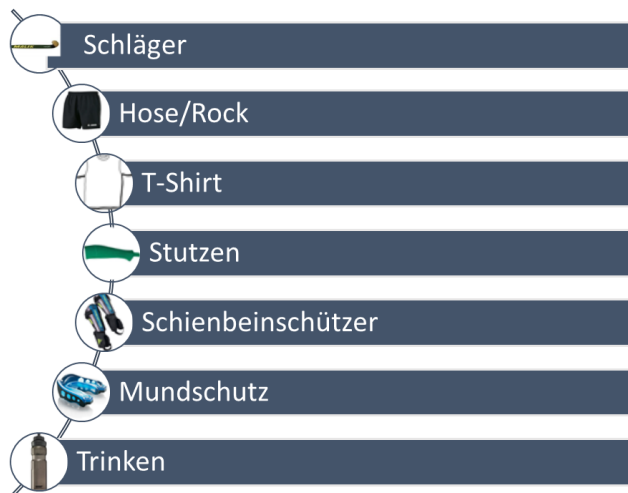 Schläger
Hose/Rock
T-Shirt
Stutzen
Schienbeinschützer
Mundschutz
Trinken